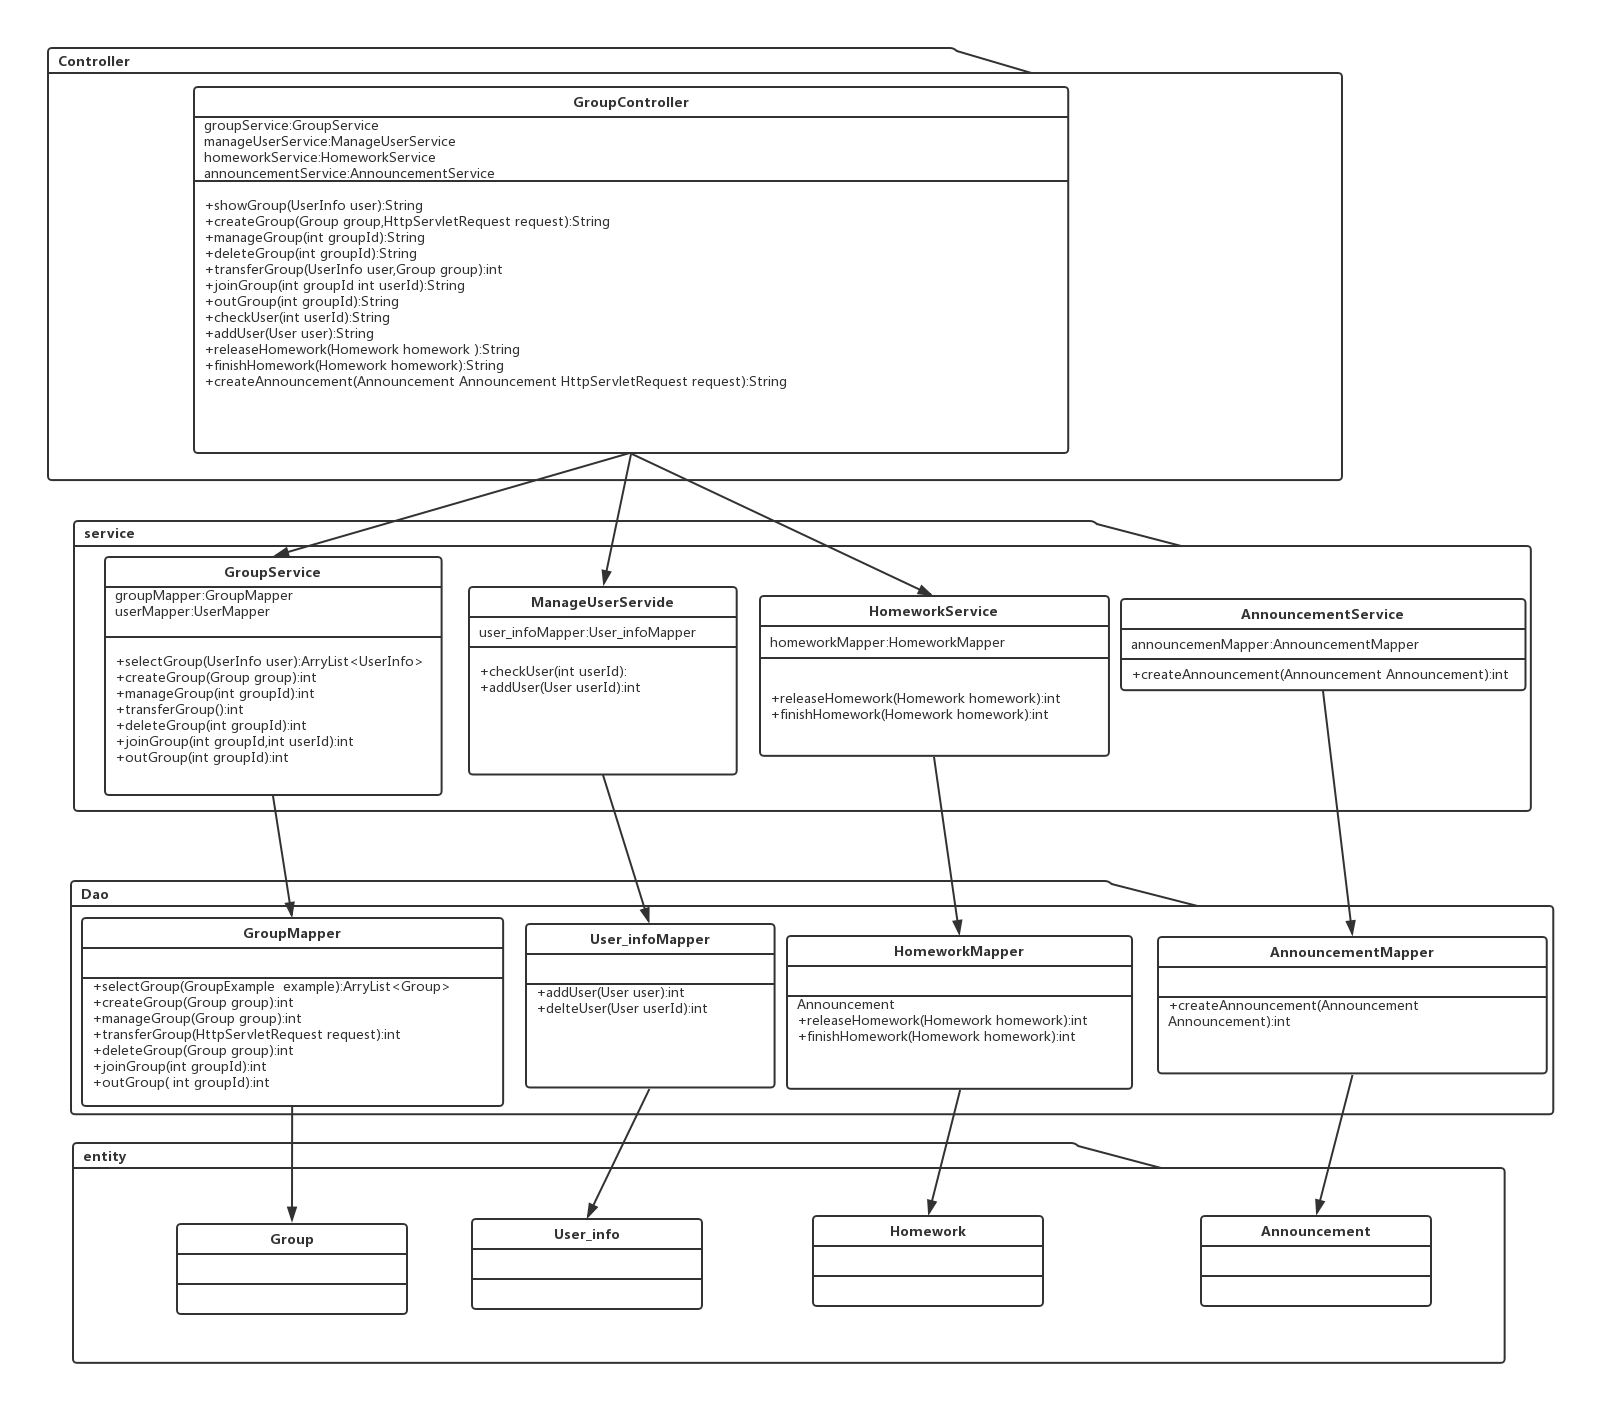 Controller
GroupController
groupService:GroupService
manageUserService:ManageUserService
homeworkService:HomeworkService
announcementService:AnnouncementService
+showGroup(UserInfo user):String
+createGroup(Group group,HttpServletRequest request):String
+manageGroup(int groupId):String
+deleteGroup(int groupId):String
+transferGroup(UserInfo user,Group group):int
+joinGroup(int groupId int userId):String
+outGroup(int groupId):String
+checkUser(int userId):String
+addUser(User user):String
+releaseHomework(Homework homework ):String
+finishHomework(Homework homework):String
+createAnnouncement(Announcement Announcement HttpServletRequest request):String
service
GroupService
groupMapper:GroupMapper
userMapper:UserMapper
+selectGroup(UserInfo user):ArryList<UserInfo>
+createGroup(Group group):int
+manageGroup(int groupId):int
+transferGroup():int
+deleteGroup(int groupId):int
+joinGroup(int groupId,int userId):int
+outGroup(int groupId):int
ManageUserServide
user_infoMapper:User_infoMapper
+checkUser(int userId):
+addUser(User userId):int
HomeworkService
homeworkMapper:HomeworkMapper
+releaseHomework(Homework homework):int
+finishHomework(Homework homework):int
AnnouncementService
announcemenMapper:AnnouncementMapper
+createAnnouncement(Announcement Announcement):int
Dao
GroupMapper
+selectGroup(GroupExample  example):ArrayList<Group>
+createGroup(Group group):int
+manageGroup(Group group):int
+transferGroup(HttpServletRequest request):int
+deleteGroup(Group group):int
+joinGroup(int groupId):int
+outGroup( int groupId):int
User_infoMapper
+addUser(User user):int
+delteUser(User userId):int
HomeworkMapper
Announcement
+releaseHomework(Homework homework):int
+finishHomework(Homework homework):int
AnnouncementMapper
+createAnnouncement(Announcement
Announcement):int
entity
Group
User_info
Homework
Announcement